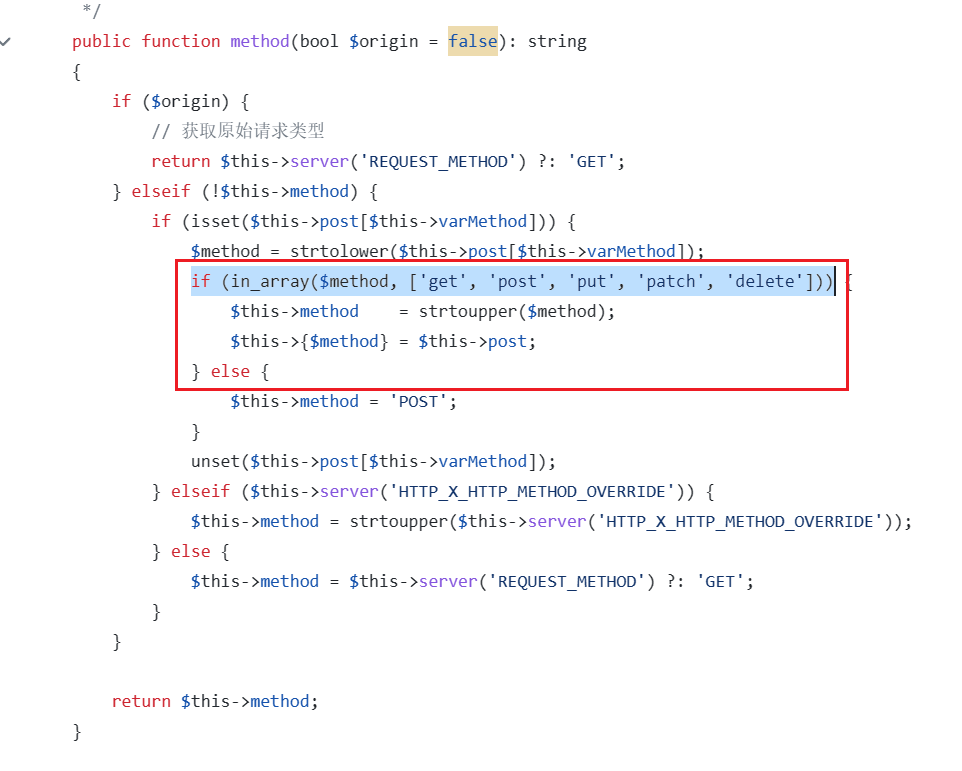 */
public function method(bool $origin = false): string
{
if ($origin) {
// 获取原始请求类型
return $this->server('REQUEST_METHOD') ?: 'GET';
} elseif (!$this->method) {
if (isset($this->post[$this->varMethod])) {
$method = strtolower($this->post[$this->varMethod]);
if (in_array($method, ['get', 'post', 'put', 'patch', 'delete'])) {
$this->method    = strtoupper($method);
$this->{$method} = $this->post;
} else {
$this->method = 'POST';
}
unset($this->post[$this->varMethod]);
} elseif ($this->server('HTTP_X_HTTP_METHOD_OVERRIDE')) {
$this->method = strtoupper($this->server('HTTP_X_HTTP_METHOD_OVERRIDE'));
} else {
$this->method = $this->server('REQUEST_METHOD') ?: 'GET';
}
}
return $this->method;
}